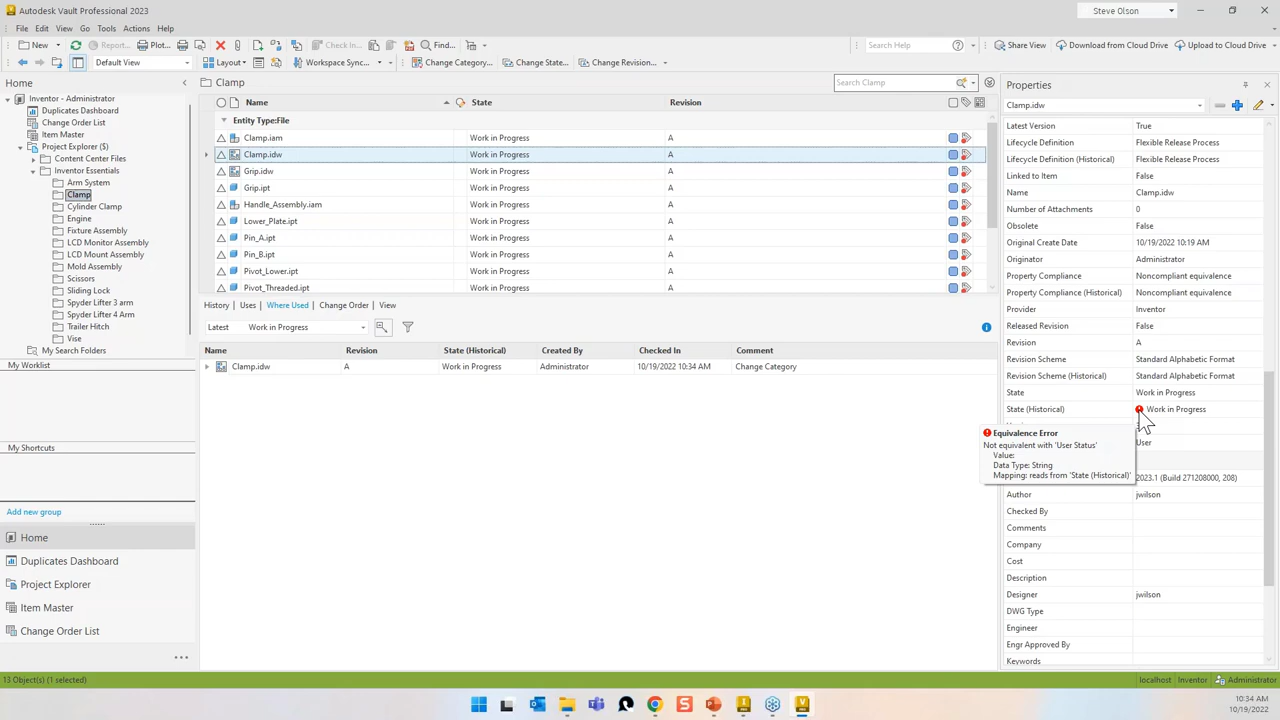 Autodesk Vault Professional 2023
Steve Olson
File Edit View Go Tools Actions Help
New Report... Plot... Check In... Find...
Search Help
Share View Download from Cloud Drive Upload to Cloud Drive
Default View Layout Workspace Sync... Change Category... Change State... Change Revision...
Home
Inventor - Administrator
Duplicates Dashboard
Change Order List
Item Master
Project Explorer ($)
Content Center Files
Inventor Essentials
Arm System
Clamp
Cylinder Clamp
Engine
Fixture Assembly
LCD Monitor Assembly
LCD Mount Assembly
Mold Assembly
Scissors
Sliding Lock
Spyder Lifter 3 arm
Spyder Lifter 4 Arm
Trailer Hitch
Vise
My Search Folders
My Worklist
My Shortcuts
Add new group
Home
Duplicates Dashboard
Project Explorer
Item Master
Change Order List
Clamp
Search Clamp
Name State Revision
Entity Type:File
Clamp.iam Work in Progress A
Clamp.idw Work in Progress A
Grip.idw Work in Progress A
Grip.ipt Work in Progress A
Handle_Assembly.iam Work in Progress A
Lower_Plate.ipt Work in Progress A
Pin_A.ipt Work in Progress A
Pin_B.ipt Work in Progress A
Pivot_Lower.ipt Work in Progress A
Pivot_Threaded.ipt Work in Progress A
History Uses Where Used Change Order View
Latest Work in Progress
Name Revision State (Historical) Created By Checked In Comment
Clamp.idw A Work in Progress Administrator 10/19/2022 10:34 AM Change Category
Properties
Clamp.idw
Latest Version True
Lifecycle Definition Flexible Release Process
Lifecycle Definition (Historical) Flexible Release Process
Linked to Item False
Name Clamp.idw
Number of Attachments 0
Obsolete False
Original Create Date 10/19/2022 10:19 AM
Originator Administrator
Property Compliance Noncompliant equivalence
Property Compliance (Historical) Noncompliant equivalence
Provider Inventor
Released Revision False
Revision A
Revision Scheme Standard Alphabetic Format
Revision Scheme (Historical) Standard Alphabetic Format
State Work in Progress
State (Historical) Work in Progress
Equivalence Error
Not equivalent with 'User Status'
Value:
Data Type: String
Mapping: reads from 'State (Historical)'
User
2023.1 (Build 271208000, 208)
Author jwilson
Checked By
Comments
Company
Cost
Description
Designer jwilson
DWG Type
Engineer
Engr Approved By
Keywords
13 Object(s) (1 selected)
localhost Inventor Administrator
10:34 AM
10/19/2022